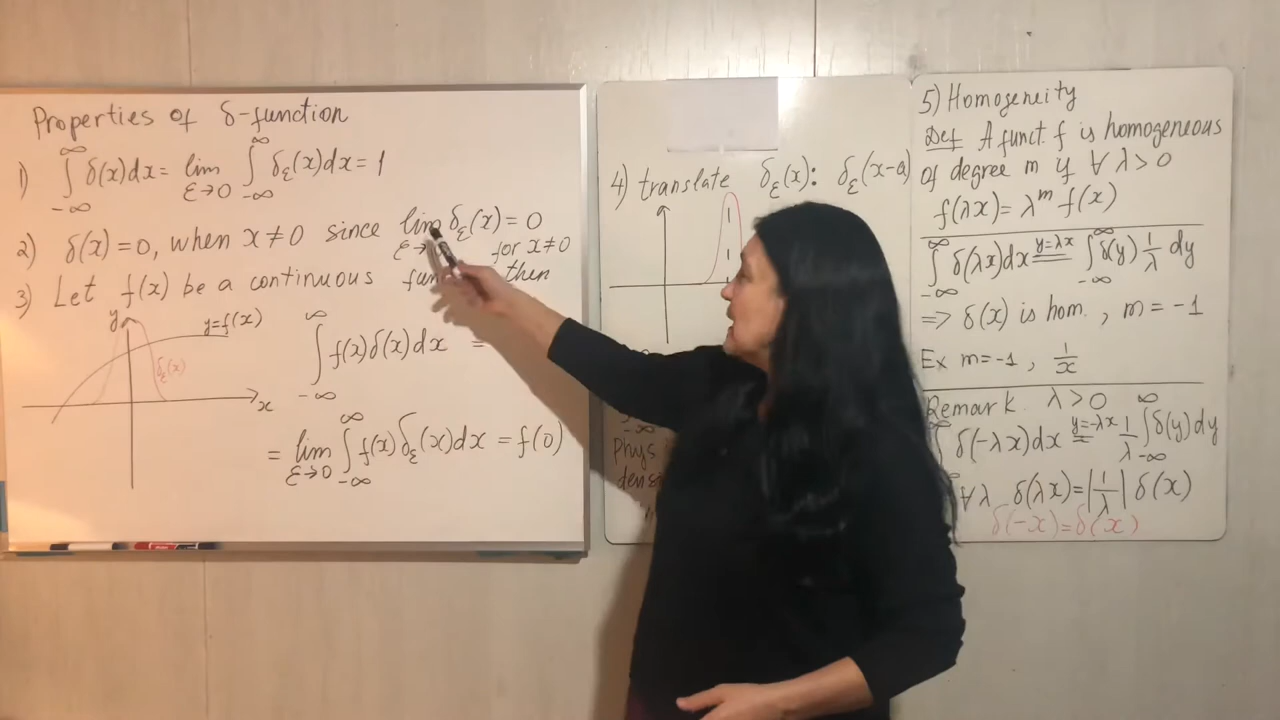 Properties of δ-function
1) ∫_{-∞}^{∞} δ(x)dx = lim_{ε→0} ∫_{-∞}^{∞} δ_ε(x)dx = 1
2) δ(x)=0, when x≠0 since lim_{ε→} δ_ε(x)=0
for x≠0
3) Let f(x) be a continuous then
y
y=f(x)
δ_ε(x)
x
∫_{-∞}^{∞} f(x)δ(x)dx =
= lim_{ε→0} ∫_{-∞}^{∞} f(x)δ_ε(x)dx = f(0)
4) translate δ_ε(x): δ_ε(x-a)
Phys
5) Homogeneity
Def A funct. f is homogeneous
of degree m if ∀ λ>0
f(λx)=λ^m f(x)
∫_{-∞}^{∞} δ(λx)dx =^{y=λx} ∫_{-∞}^{∞} δ(y) 1/λ dy
=> δ(x) is hom., m = -1
Ex m=-1, 1/x
Remark λ>0
δ(-λx)dx =^{y=-λx} 1/λ ∫_{-∞}^{∞} δ(y)dy
∀λ δ(λx)=|1/λ| δ(x)
δ(-x)=δ(x)